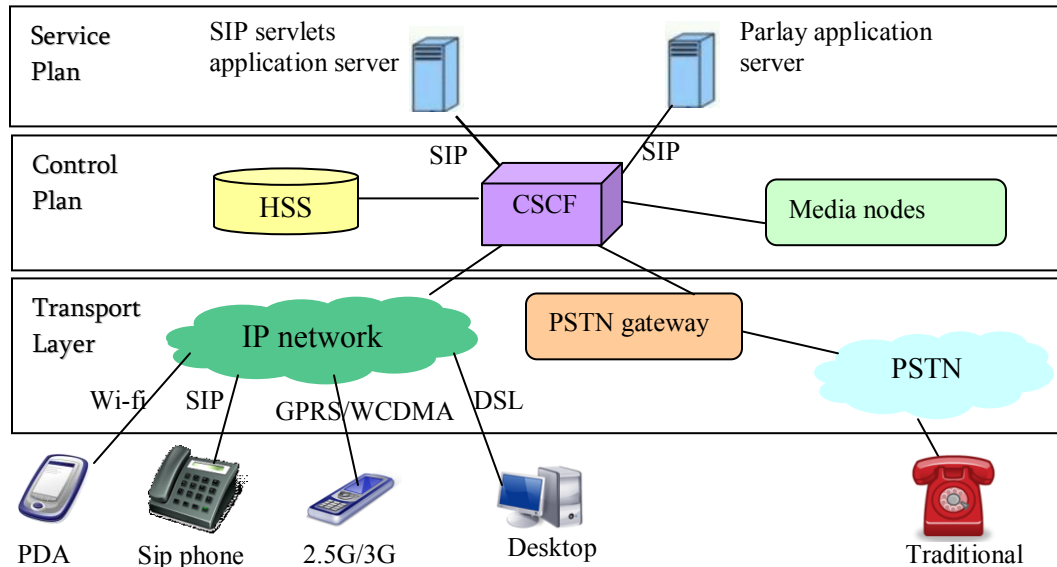 Service
Plan
SIP servlets
application server
Parlay application
server
SIP
SIP
Control
Plan
HSS
CSCF
Media nodes
Transport
Layer
IP network
PSTN gateway
PSTN
Wi-fi
SIP
GPRS/WCDMA
DSL
PDA
Sip phone
2.5G/3G
Desktop
Traditional